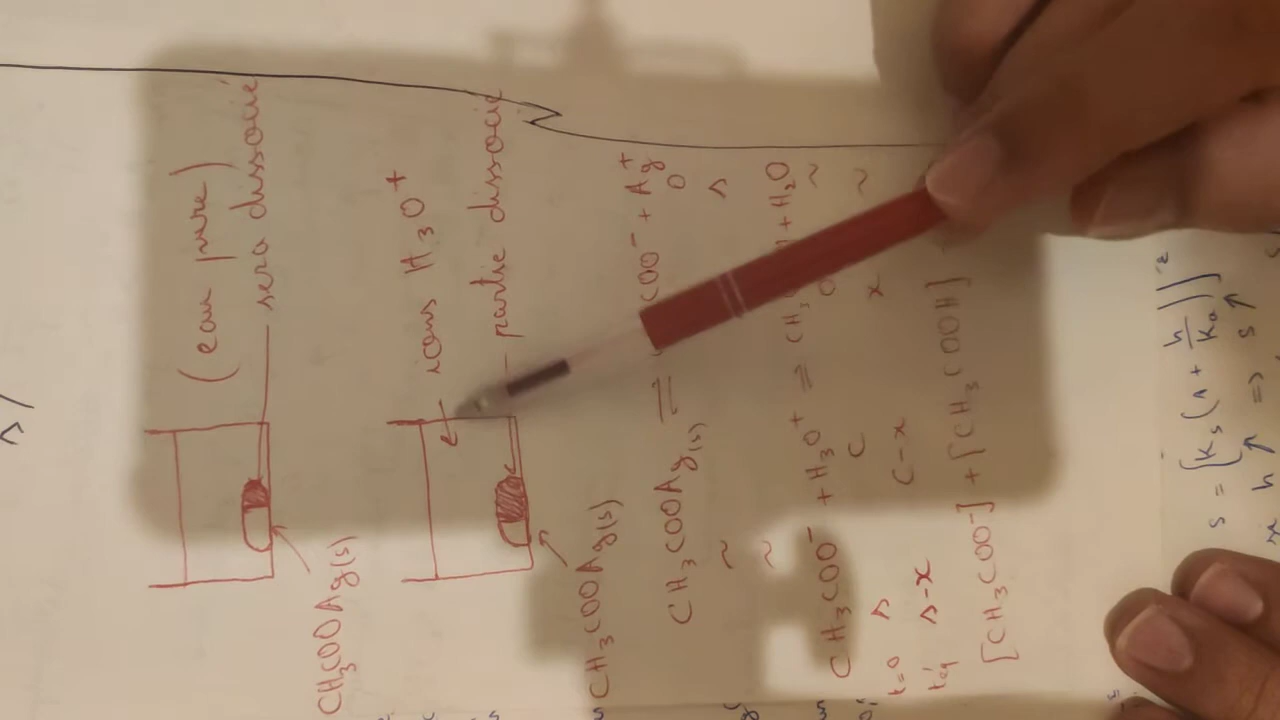 (eau pure)
sera dissocié
CH₃COOAg(s)
ions H₃O⁺
partie dissocié
CH₃COOAg(s)
CH₃COOAg(s) ⇌ COO⁻ + Ag⁺
~ 0
~ s
CH₃COO⁻ + H₃O⁺ ⇌ CH₃ + H₂O
t=0 s C 0 ~
téq s-x C-x x ~
[CH₃COO⁻] + [CH₃COOH]
s = [Ks(1 + h/Ka)]^½
h ↗ ⇒ s ↗